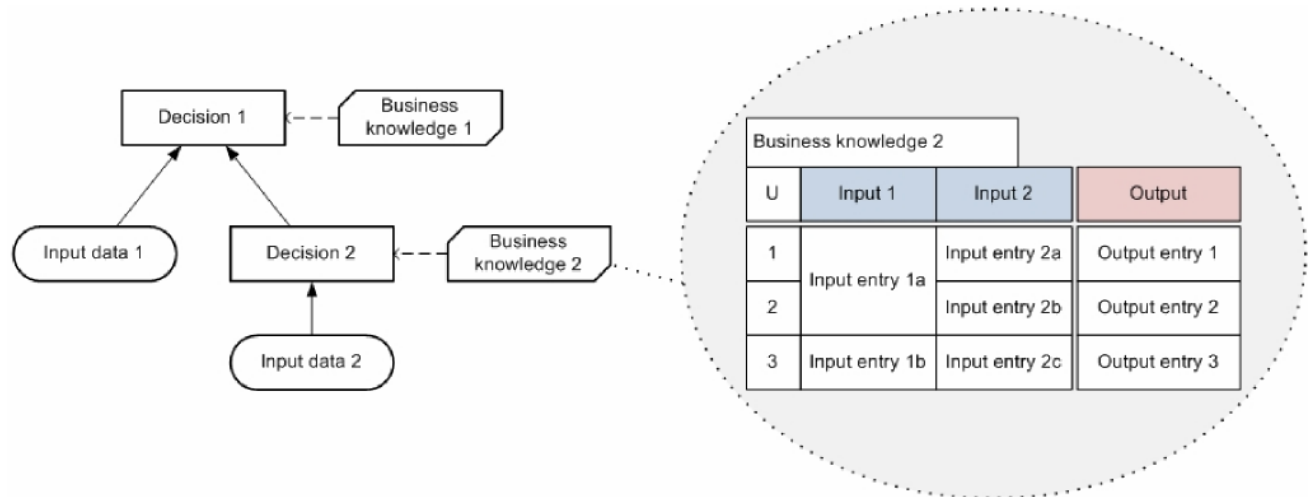 Decision 1
Business
knowledge 1
Input data 1
Decision 2
Business
knowledge 2
Input data 2
Business knowledge 2
U Input 1 Input 2 Output
1 Input entry 1a Input entry 2a Output entry 1
2 Input entry 2b Output entry 2
3 Input entry 1b Input entry 2c Output entry 3